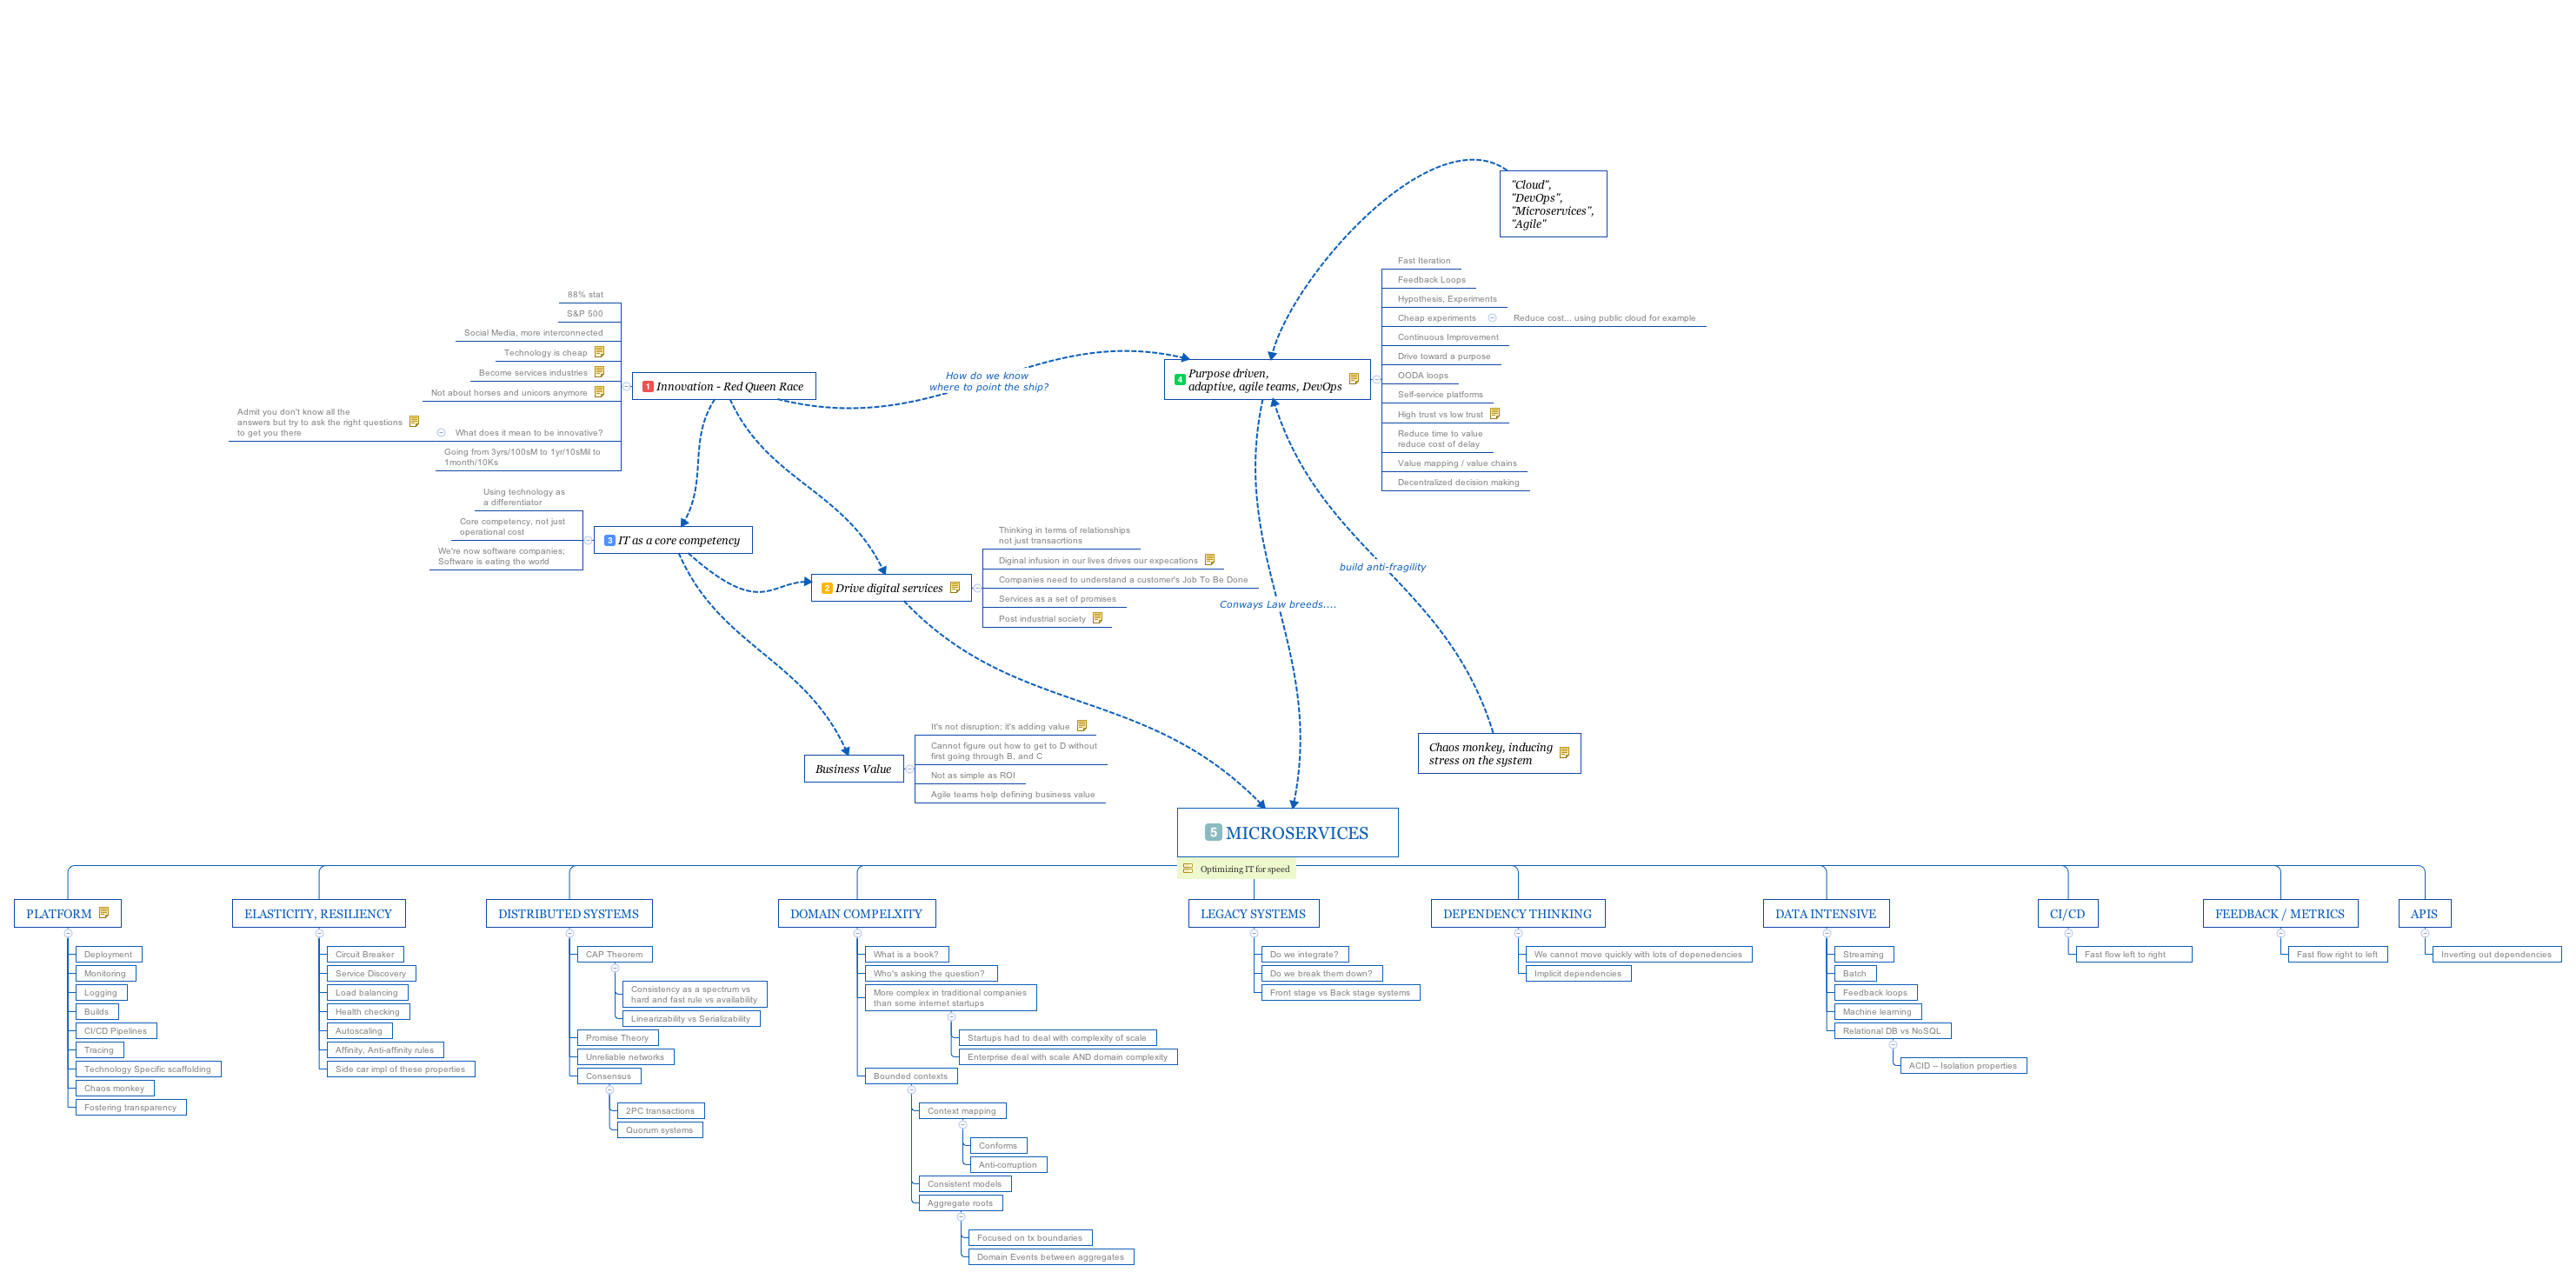 "Cloud",
"DevOps",
"Microservices",
"Agile"
88% stat
S&P 500
Social Media, more interconnected
Technology is cheap
Become services industries
Not about horses and unicors anymore
Admit you don't know all the
answers but try to ask the right questions
to get you there
What does it mean to be innovative?
Going from 3yrs/100sM to 1yr/10sMil to
1month/10Ks
1 Innovation - Red Queen Race
How do we know
where to point the ship?
4 Purpose driven,
adaptive, agile teams, DevOps
Fast Iteration
Feedback Loops
Hypothesis, Experiments
Cheap experiments
Reduce cost... using public cloud for example
Continuous Improvement
Drive toward a purpose
OODA loops
Self-service platforms
High trust vs low trust
Reduce time to value
reduce cost of delay
Value mapping / value chains
Decentralized decision making
Using technology as
a differentiator
Core competency, not just
operational cost
We're now software companies;
Software is eating the world
3 IT as a core competency
2 Drive digital services
Thinking in terms of relationships
not just transacrtions
Diginal infusion in our lives drives our expecations
Companies need to understand a customer's Job To Be Done
Services as a set of promises
Post industrial society
build anti-fragility
Conways Law breeds....
Business Value
It's not disruption; it's adding value
Cannot figure out how to get to D without
first going through B, and C
Not as simple as ROI
Agile teams help defining business value
Chaos monkey, inducing
stress on the system
5 MICROSERVICES
Optimizing IT for speed
PLATFORM
Deployment
Monitoring
Logging
Builds
CI/CD Pipelines
Tracing
Technology Specific scaffolding
Chaos monkey
Fostering transparency
ELASTICITY, RESILIENCY
Circuit Breaker
Service Discovery
Load balancing
Health checking
Autoscaling
Affinity, Anti-affinity rules
Side car impl of these properties
DISTRIBUTED SYSTEMS
CAP Theorem
Consistency as a spectrum vs
hard and fast rule vs availability
Linearizability vs Serializability
Promise Theory
Unreliable networks
Consensus
2PC transactions
Quorum systems
DOMAIN COMPELXITY
What is a book?
Who's asking the question?
More complex in traditional companies
than some internet startups
Startups had to deal with complexity of scale
Enterprise deal with scale AND domain complexity
Bounded contexts
Context mapping
Conforms
Anti-corruption
Consistent models
Aggregate roots
Focused on tx boundaries
Domain Events between aggregates
LEGACY SYSTEMS
Do we integrate?
Do we break them down?
Front stage vs Back stage systems
DEPENDENCY THINKING
We cannot move quickly with lots of depenedencies
Implicit dependencies
DATA INTENSIVE
Streaming
Batch
Feedback loops
Machine learning
Relational DB vs NoSQL
ACID -- Isolation properties
CI/CD
Fast flow left to right
FEEDBACK / METRICS
Fast flow right to left
APIS
Inverting out dependencies